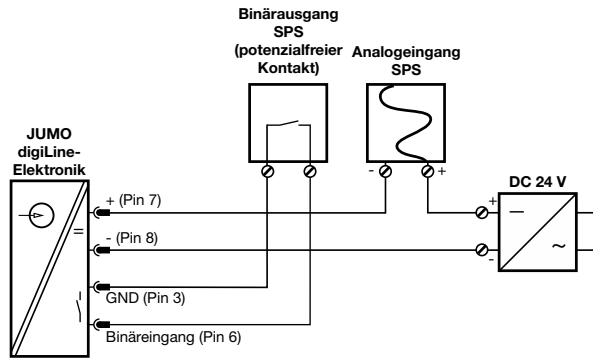 Binärausgang
SPS
(potenzialfreier
Kontakt)
Analogeingang
SPS
JUMO
digiLine-
Elektronik
DC 24 V
- +
+ (Pin 7)
+
- (Pin 8)
-
GND (Pin 3)
Binäreingang (Pin 6)